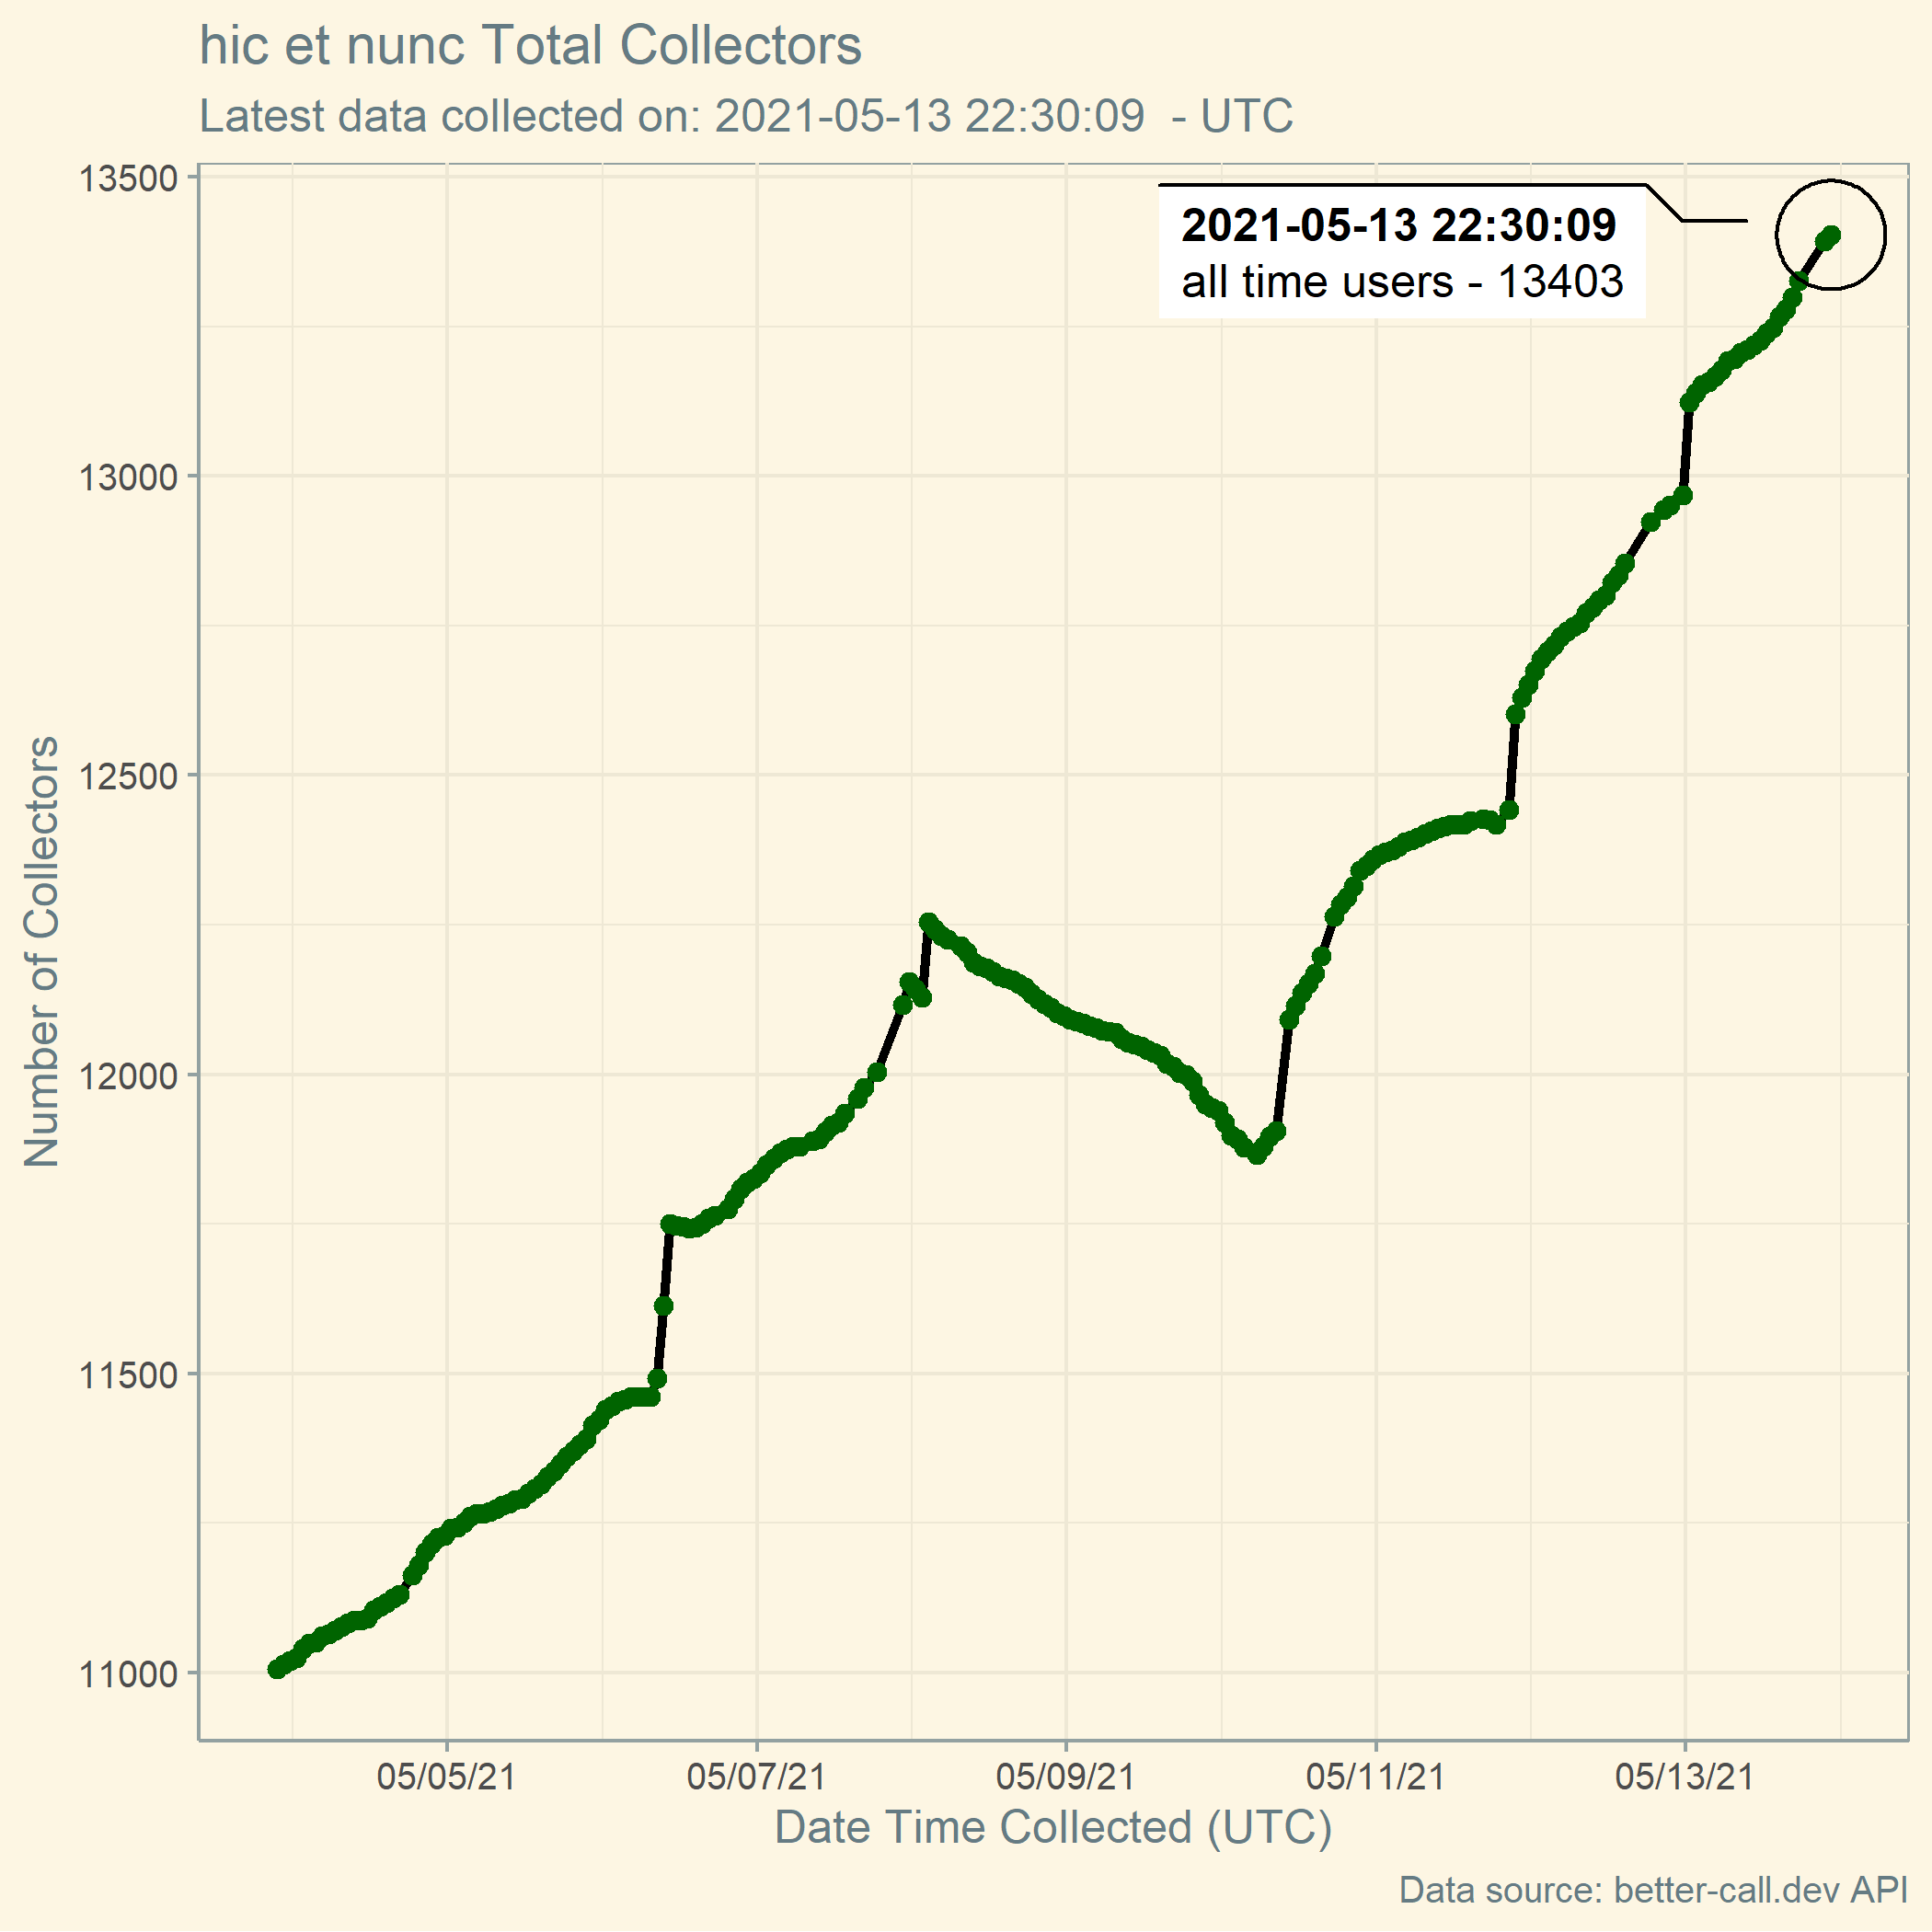 hic et nunc Total Collectors
Latest data collected on: 2021-05-13 22:30:09 - UTC
2021-05-13 22:30:09
all time users - 13403
Number of Collectors
13500
13000
12500
12000
11500
11000
05/05/21
05/07/21
05/09/21
05/11/21
05/13/21
Date Time Collected (UTC)
Data source: better-call.dev API